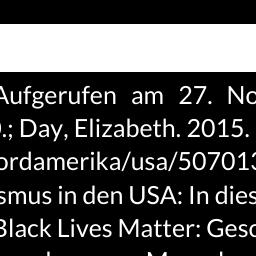 Aufgerufen am 27. No
.; Day, Elizabeth. 2015.
ordamerika/usa/507013
smus in den USA: In dies
Black Lives Matter: Gesc